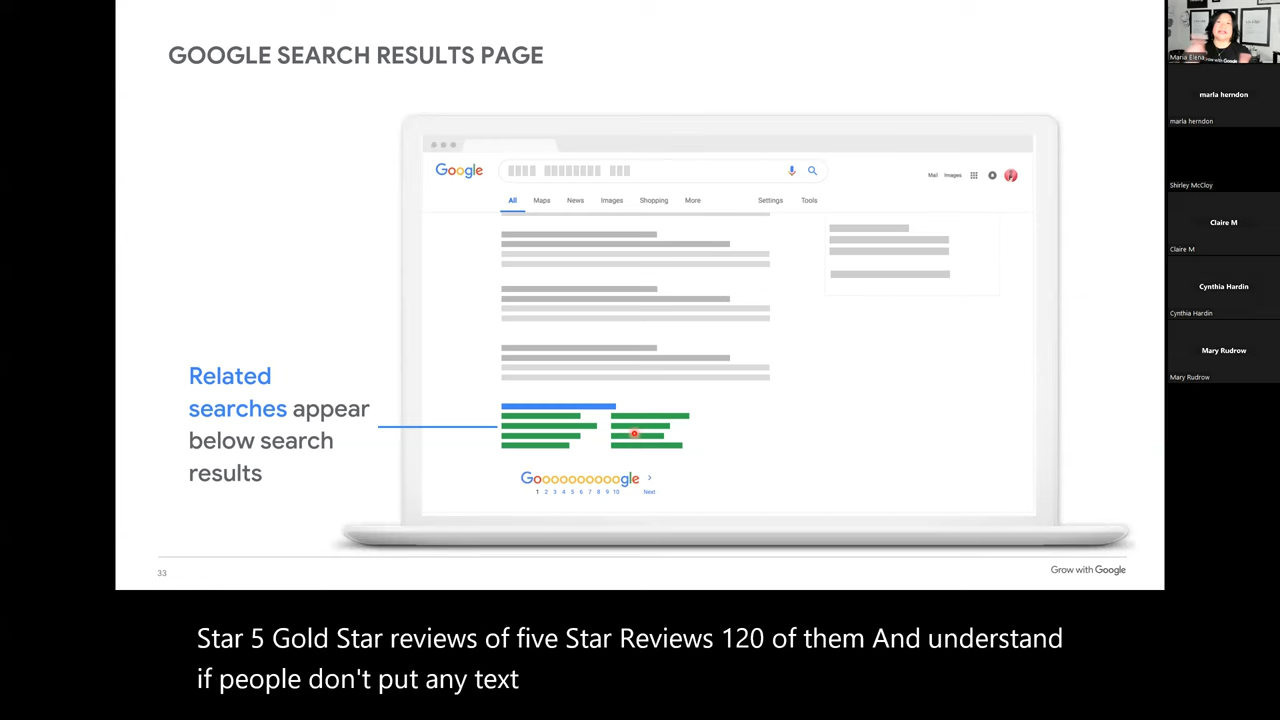 GOOGLE SEARCH RESULTS PAGE
Google
Mail Images
All Maps News Images Shopping More Settings Tools
Related
searches appear
below search
results
Goooooooooogle >
1 2 3 4 5 6 7 8 9 10 Next
33
Grow with Google
Maria Elena
marla herndon
marla herndon
Shirley McCloy
Claire M
Claire M
Cynthia Hardin
Cynthia Hardin
Mary Rudrow
Mary Rudrow
Star 5 Gold Star reviews of five Star Reviews 120 of them And understand
if people don't put any text